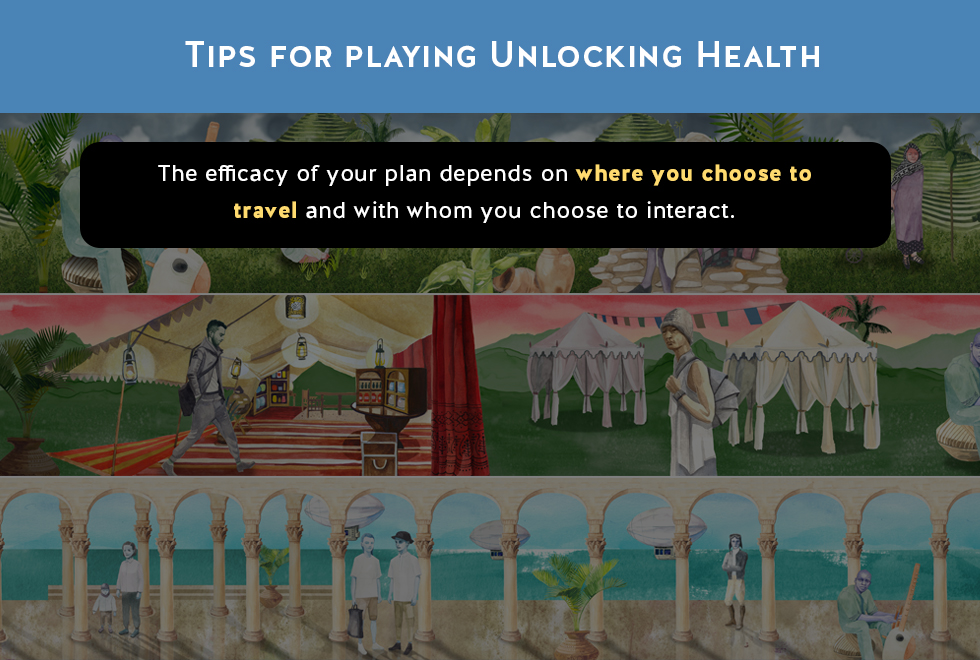 Tips for playing Unlocking Health
The efficacy of your plan depends on where you choose to
travel and with whom you choose to interact.